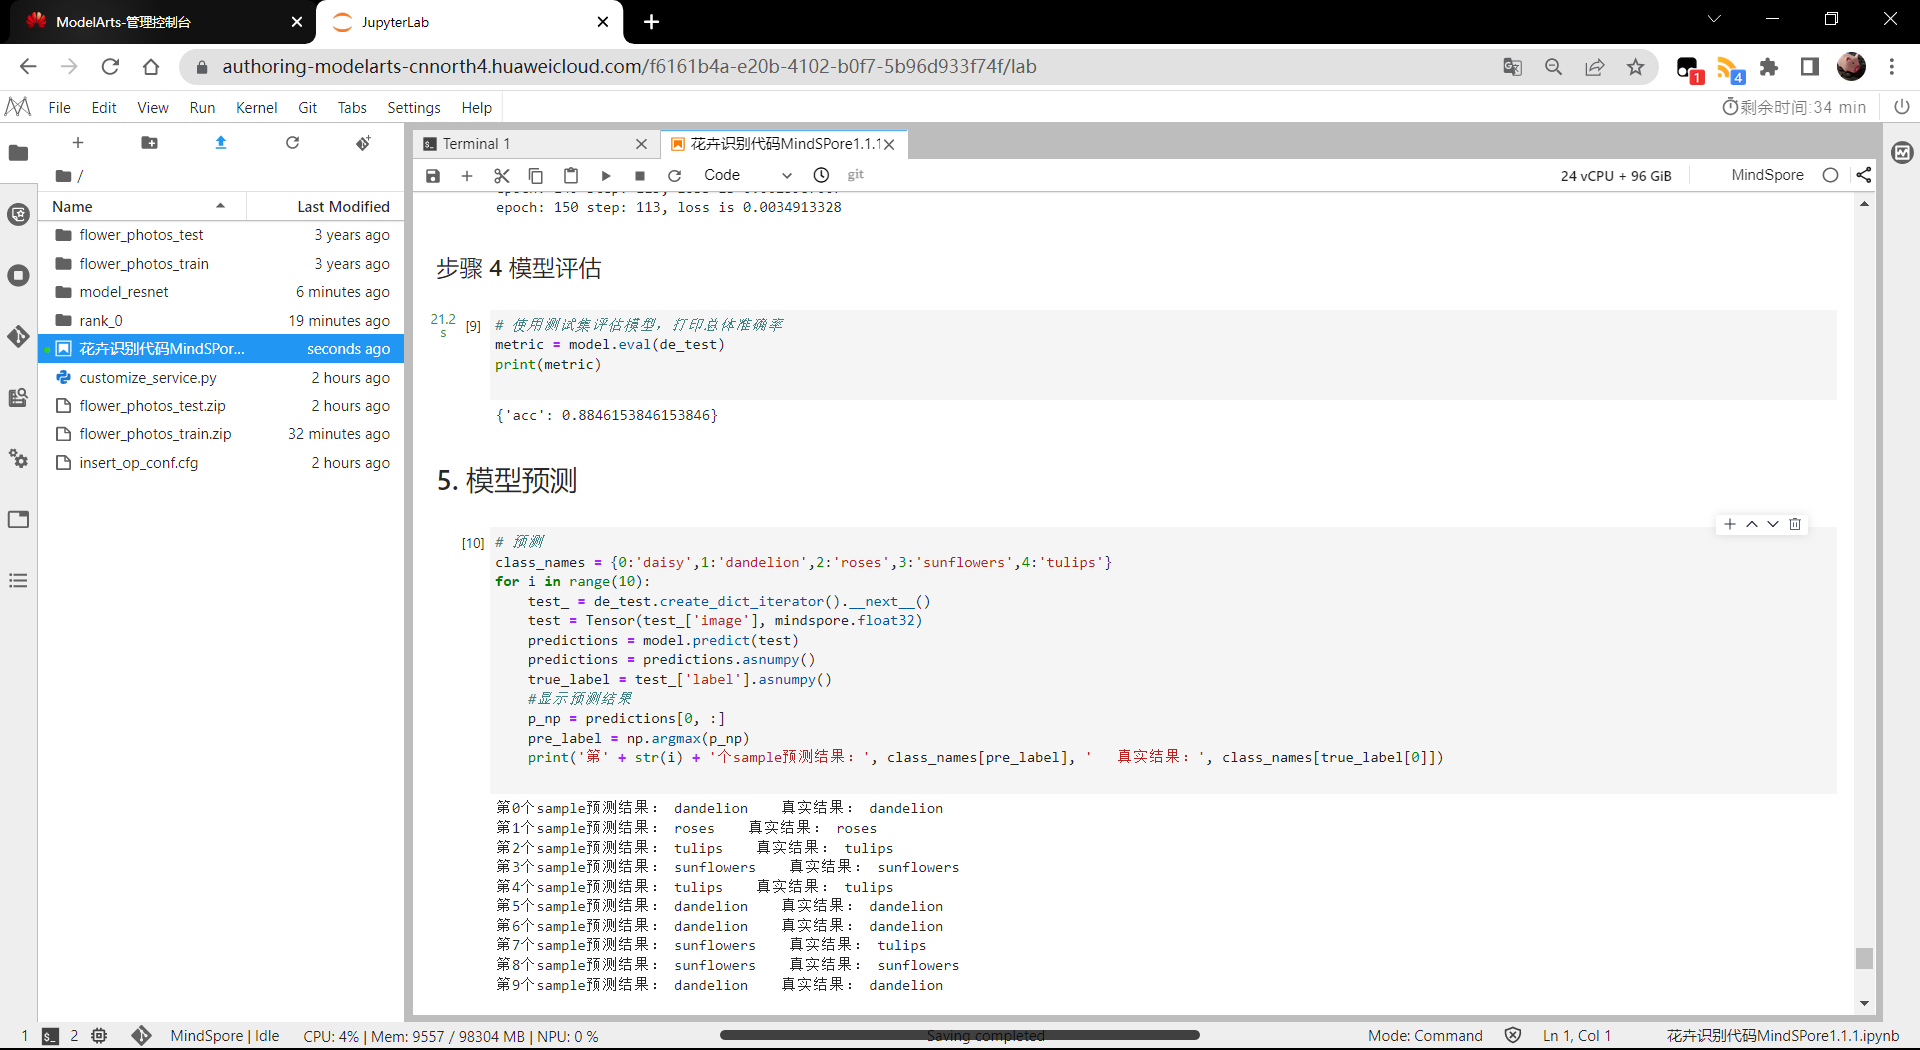 ModelArts-管理控制台
JupyterLab
authoring-modelarts-cnnorth4.huaweicloud.com/f6161b4a-e20b-4102-b0f7-5b96d933f74f/lab
1
4
File Edit View Run Kernel Git Tabs Settings Help
剩余时间:34 min
Terminal 1
花卉识别代码MindSPore1.1.1
/
Code
git
24 vCPU + 96 GiB
MindSpore
Name Last Modified
flower_photos_test 3 years ago
flower_photos_train 3 years ago
model_resnet 6 minutes ago
rank_0 19 minutes ago
花卉识别代码MindSPor... seconds ago
customize_service.py 2 hours ago
flower_photos_test.zip 2 hours ago
flower_photos_train.zip 32 minutes ago
insert_op_conf.cfg 2 hours ago
epoch: 150 step: 113, loss is 0.0034913328
步骤 4 模型评估
21.2 s
[9]
# 使用测试集评估模型，打印总体准确率
metric = model.eval(de_test)
print(metric)
{'acc': 0.8846153846153846}
5. 模型预测
[10]
# 预测
class_names = {0:'daisy',1:'dandelion',2:'roses',3:'sunflowers',4:'tulips'}
for i in range(10):
    test_ = de_test.create_dict_iterator().__next__()
    test = Tensor(test_['image'], mindspore.float32)
    predictions = model.predict(test)
    predictions = predictions.asnumpy()
    true_label = test_['label'].asnumpy()
    #显示预测结果
    p_np = predictions[0, :]
    pre_label = np.argmax(p_np)
    print('第' + str(i) + '个sample预测结果：', class_names[pre_label], '   真实结果：', class_names[true_label[0]])
第0个sample预测结果： dandelion    真实结果： dandelion
第1个sample预测结果： roses    真实结果： roses
第2个sample预测结果： tulips    真实结果： tulips
第3个sample预测结果： sunflowers    真实结果： sunflowers
第4个sample预测结果： tulips    真实结果： tulips
第5个sample预测结果： dandelion    真实结果： dandelion
第6个sample预测结果： dandelion    真实结果： dandelion
第7个sample预测结果： sunflowers    真实结果： tulips
第8个sample预测结果： sunflowers    真实结果： sunflowers
第9个sample预测结果： dandelion    真实结果： dandelion
1 2 MindSpore | Idle CPU: 4% | Mem: 9557 / 98304 MB | NPU: 0 % Saving completed Mode: Command Ln 1, Col 1 花卉识别代码MindSPore1.1.1.ipynb